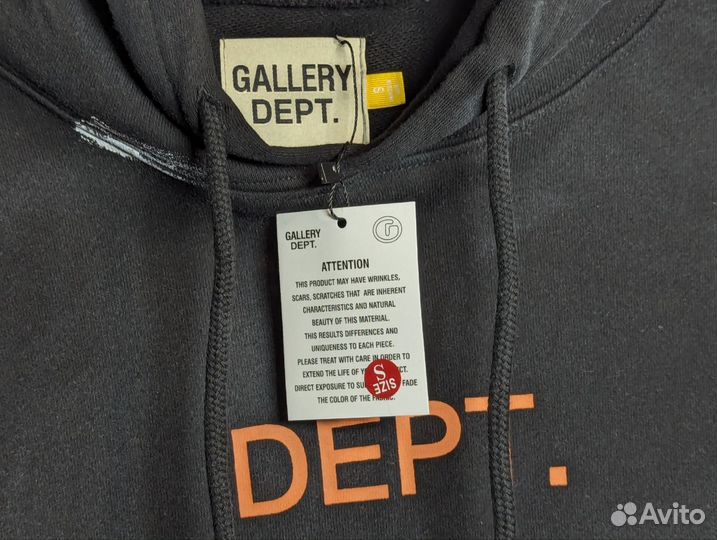 GALLERY
DEPT.
S
GALLERY
DEPT.
G
ATTENTION
THIS PRODUCT MAY HAVE WRINKLES,
SCARS, SCRATCHES THAT ARE INHERENT
CHARACTERISTICS AND NATURAL
BEAUTY OF THIS MATERIAL.
THIS RESULTS DIFFERENCES AND
UNIQUENESS TO EACH PIECE.
PLEASE TREAT WITH CARE IN ORDER TO
EXTEND THE LIFE OF
DIRECT EXPOSURE TO FADE
THE COLOR OF THE
S
SIZE
DEPT.
Avito